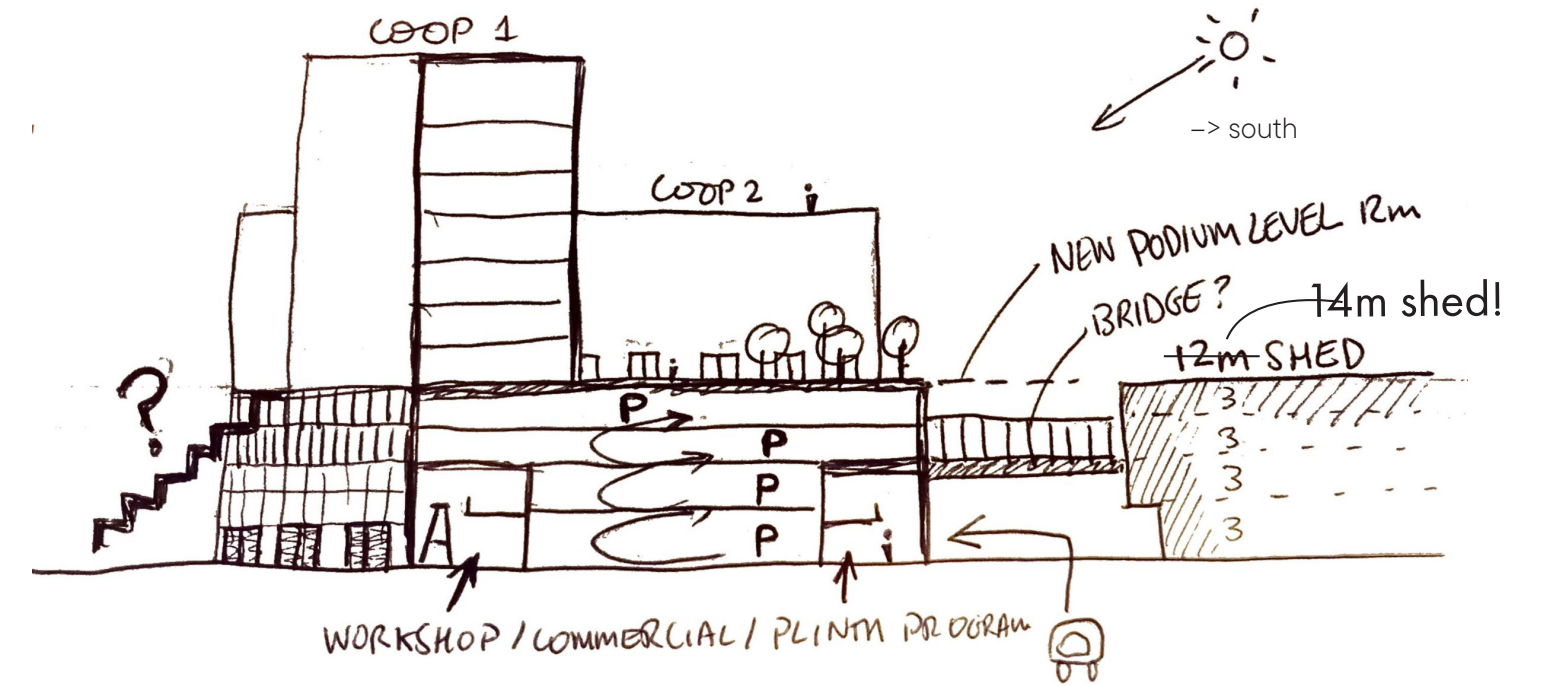 COOP 1
-> south
COOP 2
NEW PODIUM LEVEL 12m
BRIDGE?
14m shed!
12m SHED
?
P
P
P
P
3
3
3
3
A
WORKSHOP / COMMERCIAL / PLINTH PROGRAM